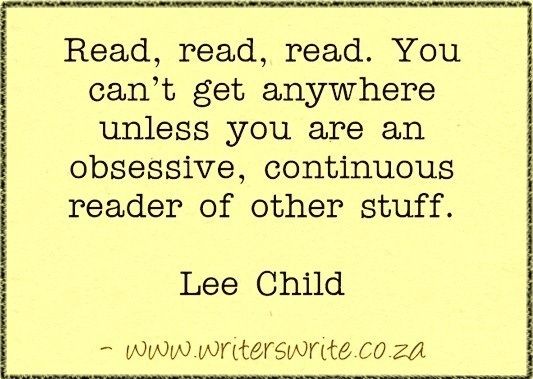 Read, read, read. You
can't get anywhere
unless you are an
obsessive, continuous
reader of other stuff.
Lee Child
- www.writerswrite.co.za